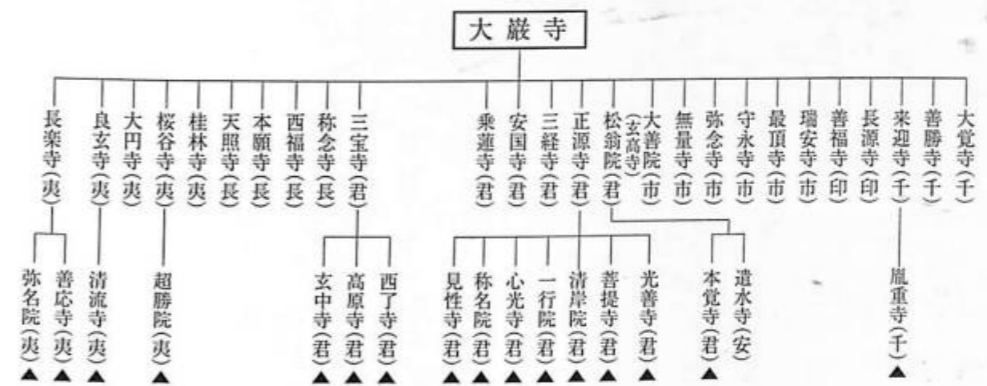 大巌寺
大覚寺(千)
善勝寺(千)
来迎寺(千)
長源寺(印)
善福寺(印)
瑞安寺(市)
最頂寺(市)
守永寺(市)
弥念寺(市)
無量寺(市)
大善院(市)
(玄高寺)
松翁院(君)
正源寺(君)
三経寺(君)
安国寺(君)
乗蓮寺(君)
三宝寺(君)
称念寺(長)
西福寺(長)
本願寺(長)
天照寺(長)
桂林寺(夷)
桜谷寺(夷)
大円寺(夷)
良玄寺(夷)
長楽寺(夷)
胤重寺(千)▲
遣水寺(安)
本覚寺(君)▲
光善寺(君)▲
菩提寺(君)▲
清岸院(君)▲
一行院(君)▲
心光寺(君)▲
称名院(君)▲
見性寺(君)▲
西了寺(君)▲
高原寺(君)▲
玄中寺(君)▲
超勝院(夷)▲
清流寺(夷)▲
善応寺(夷)▲
弥名院(夷)▲